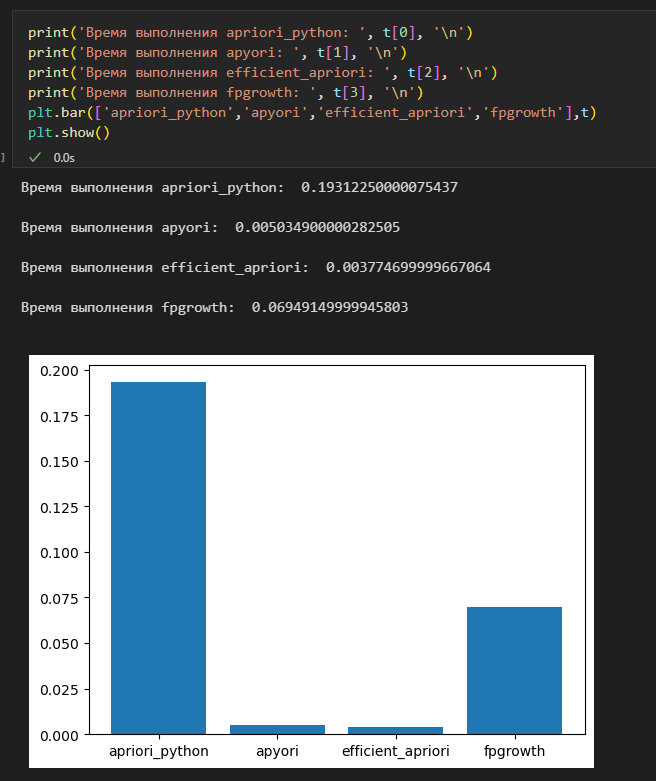 print('Время выполнения apriori_python: ', t[0], '\n')
print('Время выполнения apyori: ', t[1], '\n')
print('Время выполнения efficient_apriori: ', t[2], '\n')
print('Время выполнения fpgrowth: ', t[3], '\n')
plt.bar(['apriori_python','apyori','efficient_apriori','fpgrowth'],t)
plt.show()
] ✓ 0.0s
Время выполнения apriori_python:  0.19312250000075437
Время выполнения apyori:  0.005034900000282505
Время выполнения efficient_apriori:  0.003774699999667064
Время выполнения fpgrowth:  0.06949149999945803
0.200
0.175
0.150
0.125
0.100
0.075
0.050
0.025
0.000
apriori_python apyori efficient_apriori fpgrowth